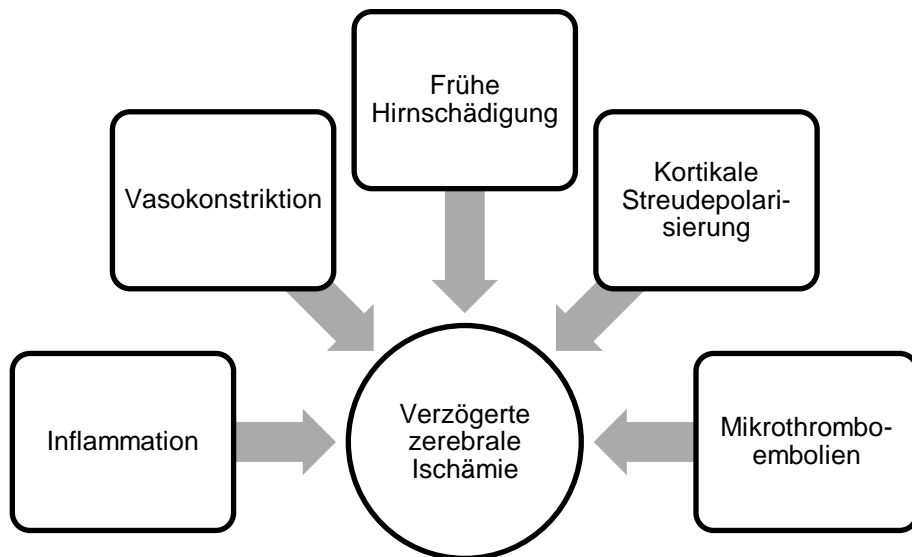 Frühe
Hirnschädigung
Vasokonstriktion
Kortikale
Streudepolari-
sierung
Inflammation
Verzögerte
zerebrale
Ischämie
Mikrothrombo-
embolien